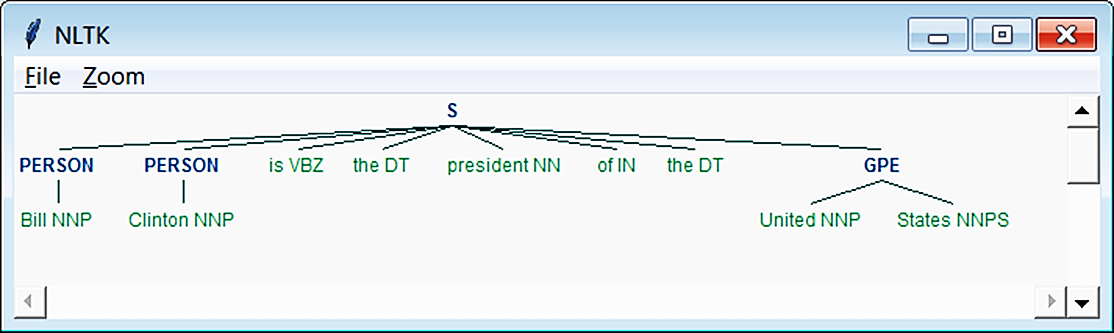 NLTK
File Zoom
S
PERSON PERSON is VBZ the DT president NN of IN the DT GPE
Bill NNP Clinton NNP United NNP States NNPS